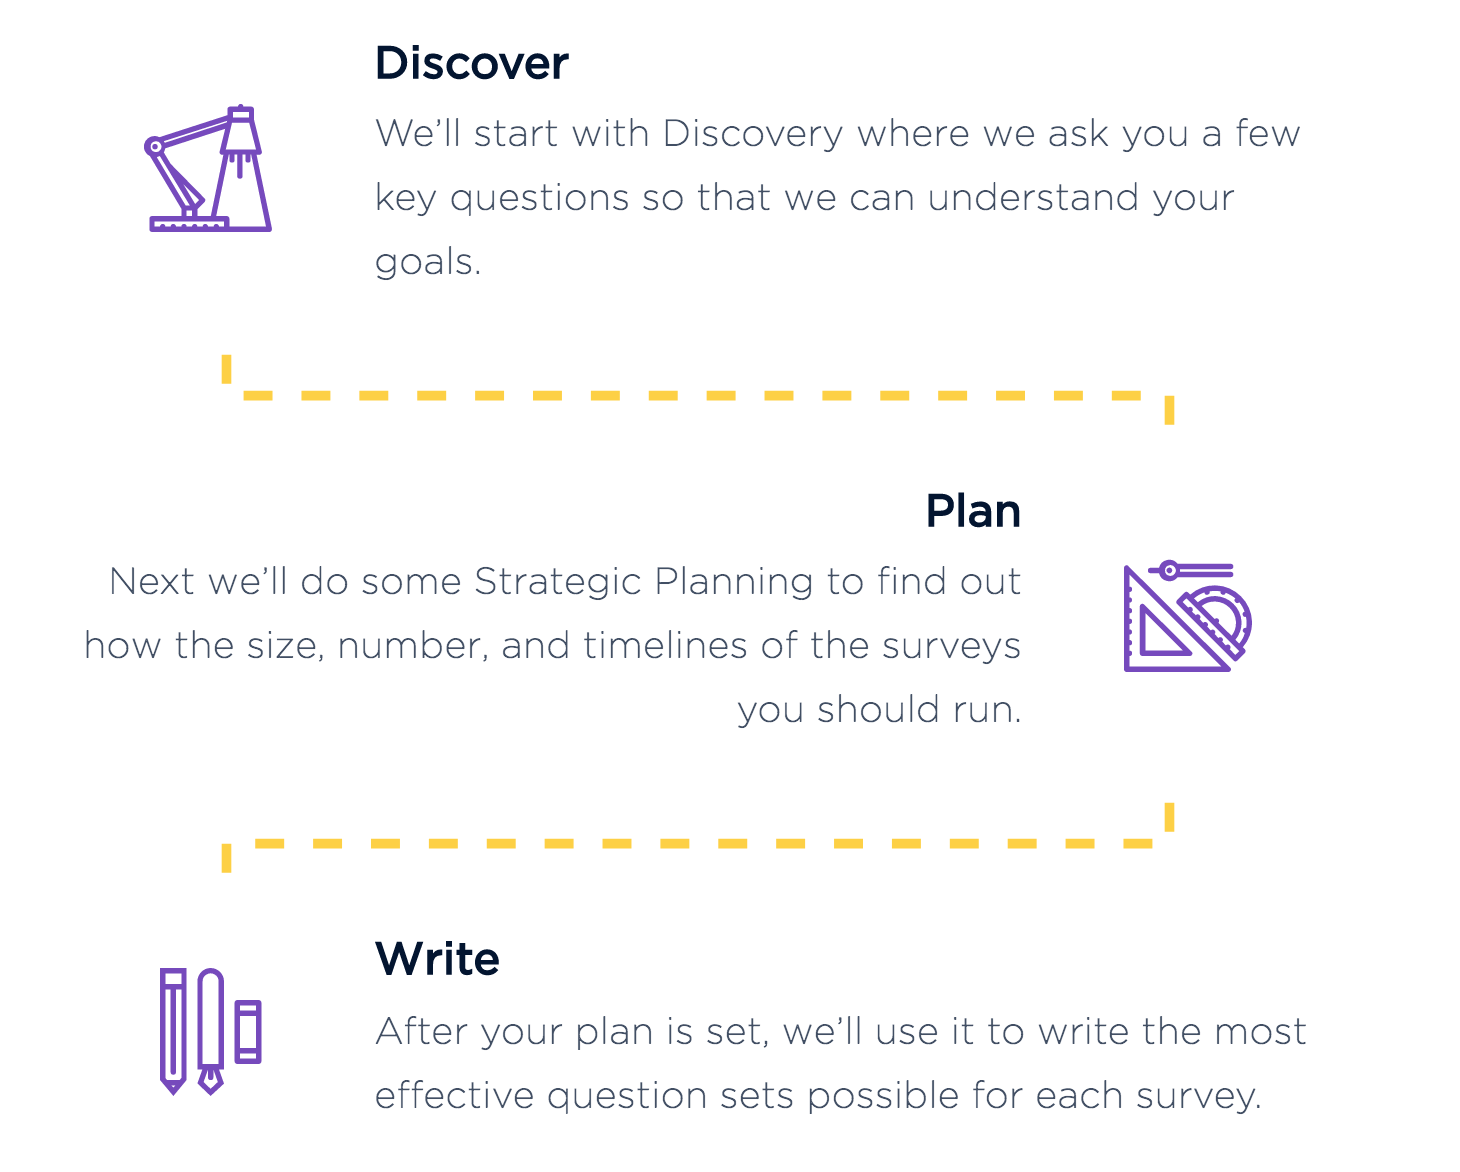 Discover
We’ll start with Discovery where we ask you a few
key questions so that we can understand your
goals.
Plan
Next we’ll do some Strategic Planning to find out
how the size, number, and timelines of the surveys
you should run.
Write
After your plan is set, we’ll use it to write the most
effective question sets possible for each survey.